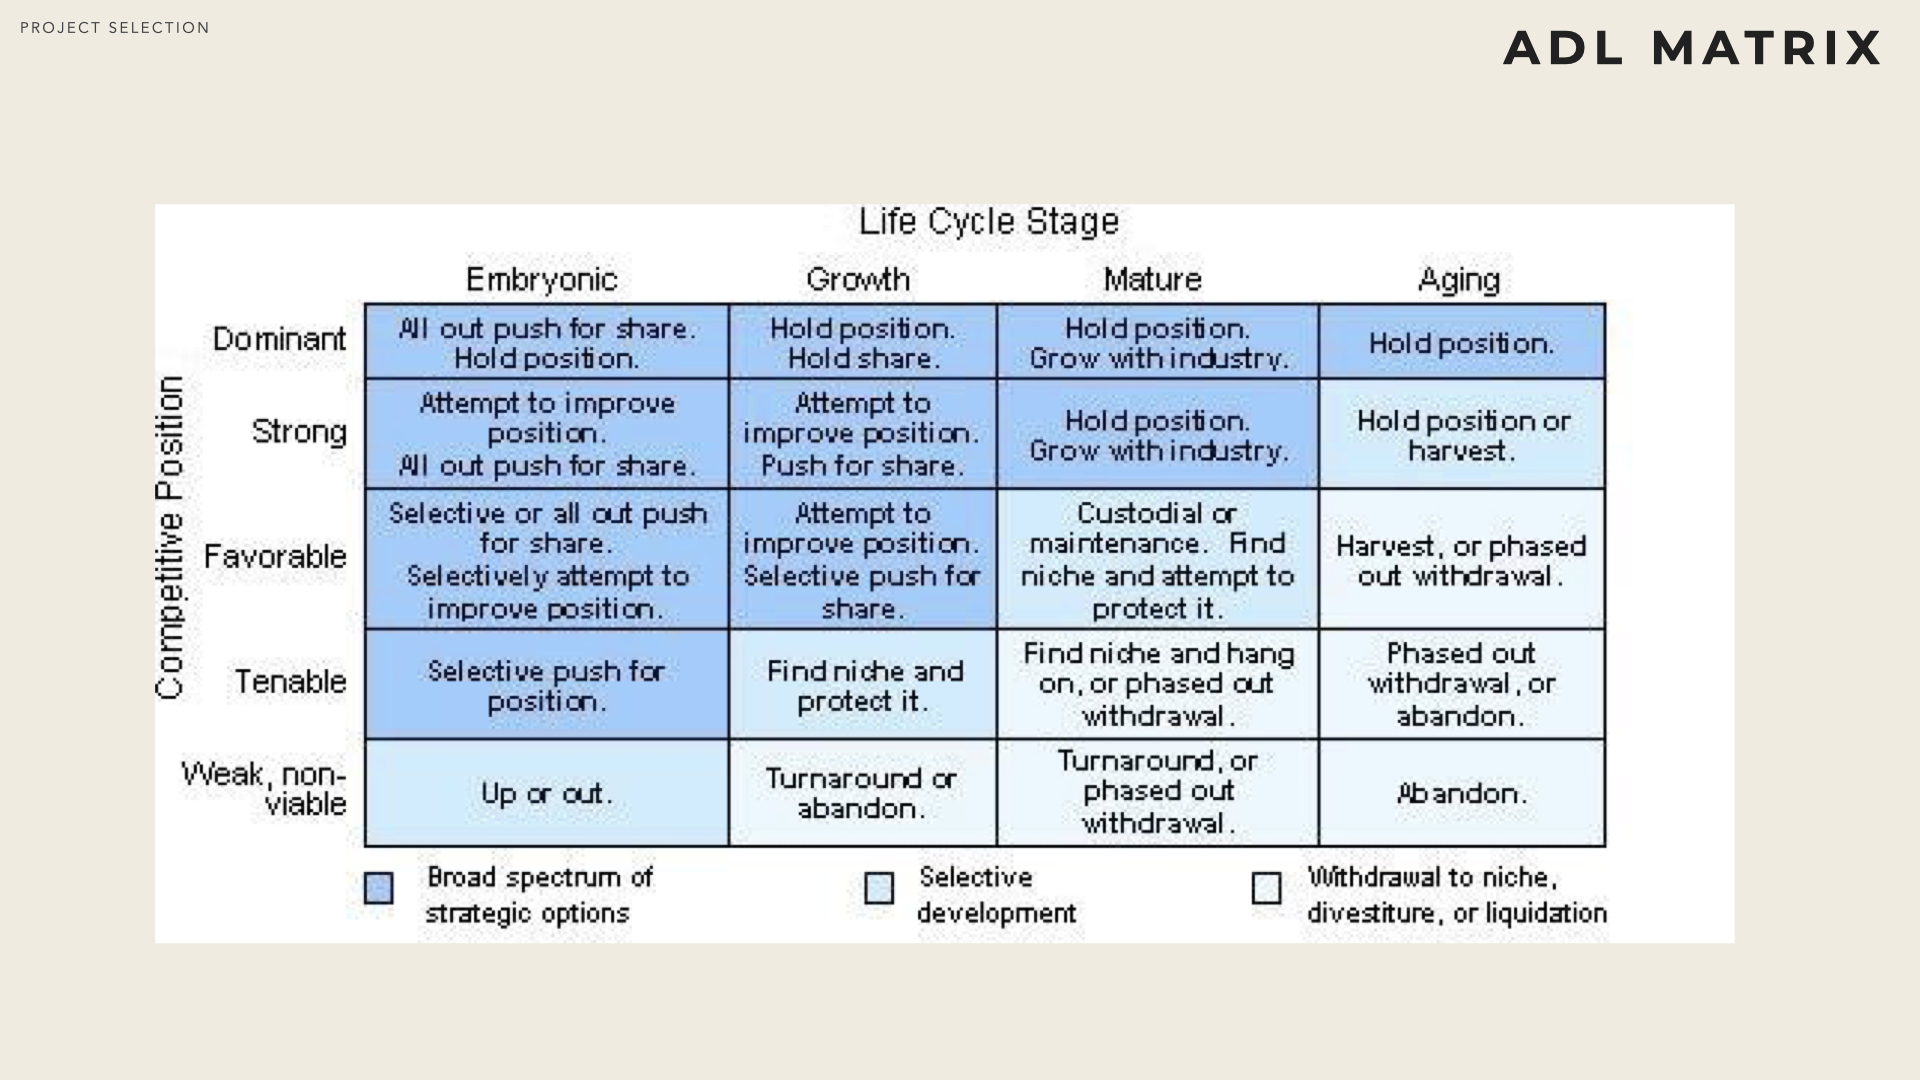 PROJECT SELECTION
ADL MATRIX
Life Cycle Stage
Embryonic
Growth
Mature
Aging
Competitive Position
Dominant
All out push for share.
Hold position.
Hold position.
Hold share.
Hold position.
Grow with industry.
Hold position.
Strong
Attempt to improve
position.
All out push for share.
Attempt to
improve position.
Push for share.
Hold position.
Grow with industry.
Hold position or
harvest.
Favorable
Selective or all out push
for share.
Selectively attempt to
improve position.
Attempt to
improve position.
Selective push for
share.
Custodial or
maintenance. Find
niche and attempt to
protect it.
Harvest, or phased
out withdrawal.
Tenable
Selective push for
position.
Find niche and
protect it.
Find niche and hang
on, or phased out
withdrawal.
Phased out
withdrawal, or
abandon.
Weak, non-
viable
Up or out.
Turnaround or
abandon.
Turnaround, or
phased out
withdrawal.
Abandon.
Broad spectrum of
strategic options
Selective
development
Withdrawal to niche,
divestiture, or liquidation